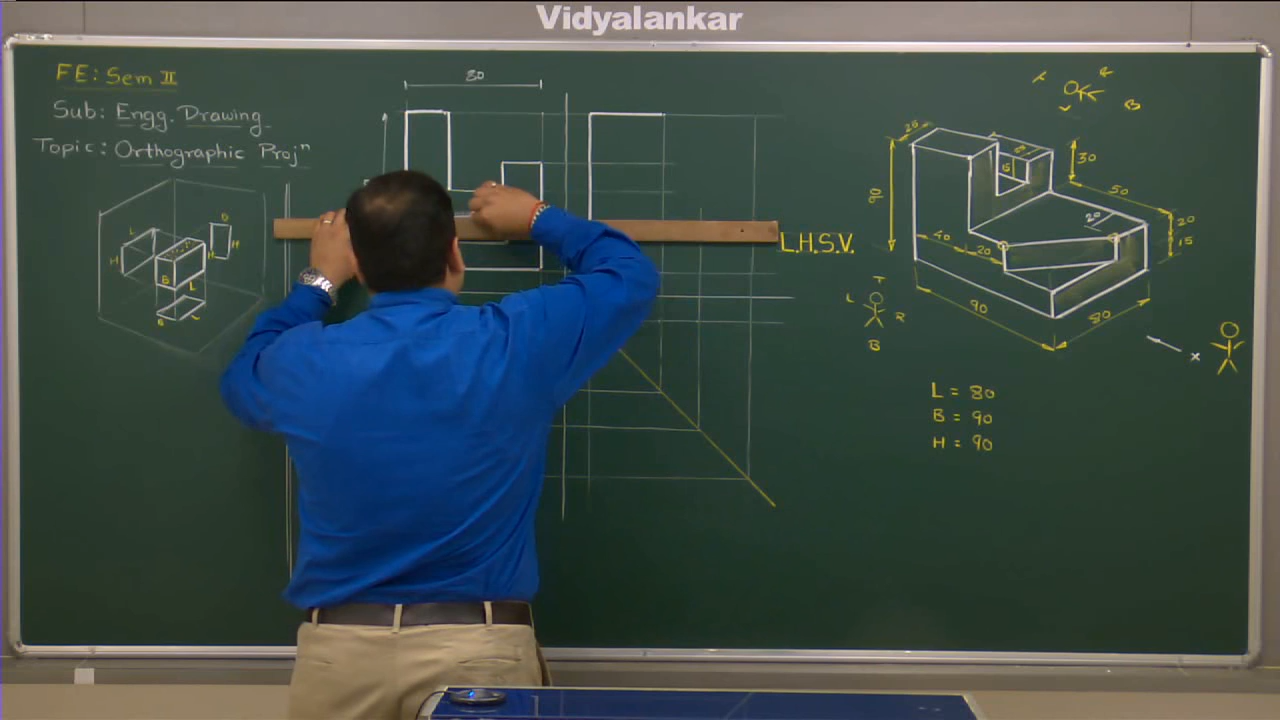 Vidyalankar
FE: Sem II
Sub: Engg. Drawing
Topic: Orthographic Projⁿ
80
L.H.S.V.
B
L
H
B
L
H
B
L
D
H
30
50
20
15
20
40
20
90
80
T
L
R
B
B
x
L = 80
B = 90
H = 90